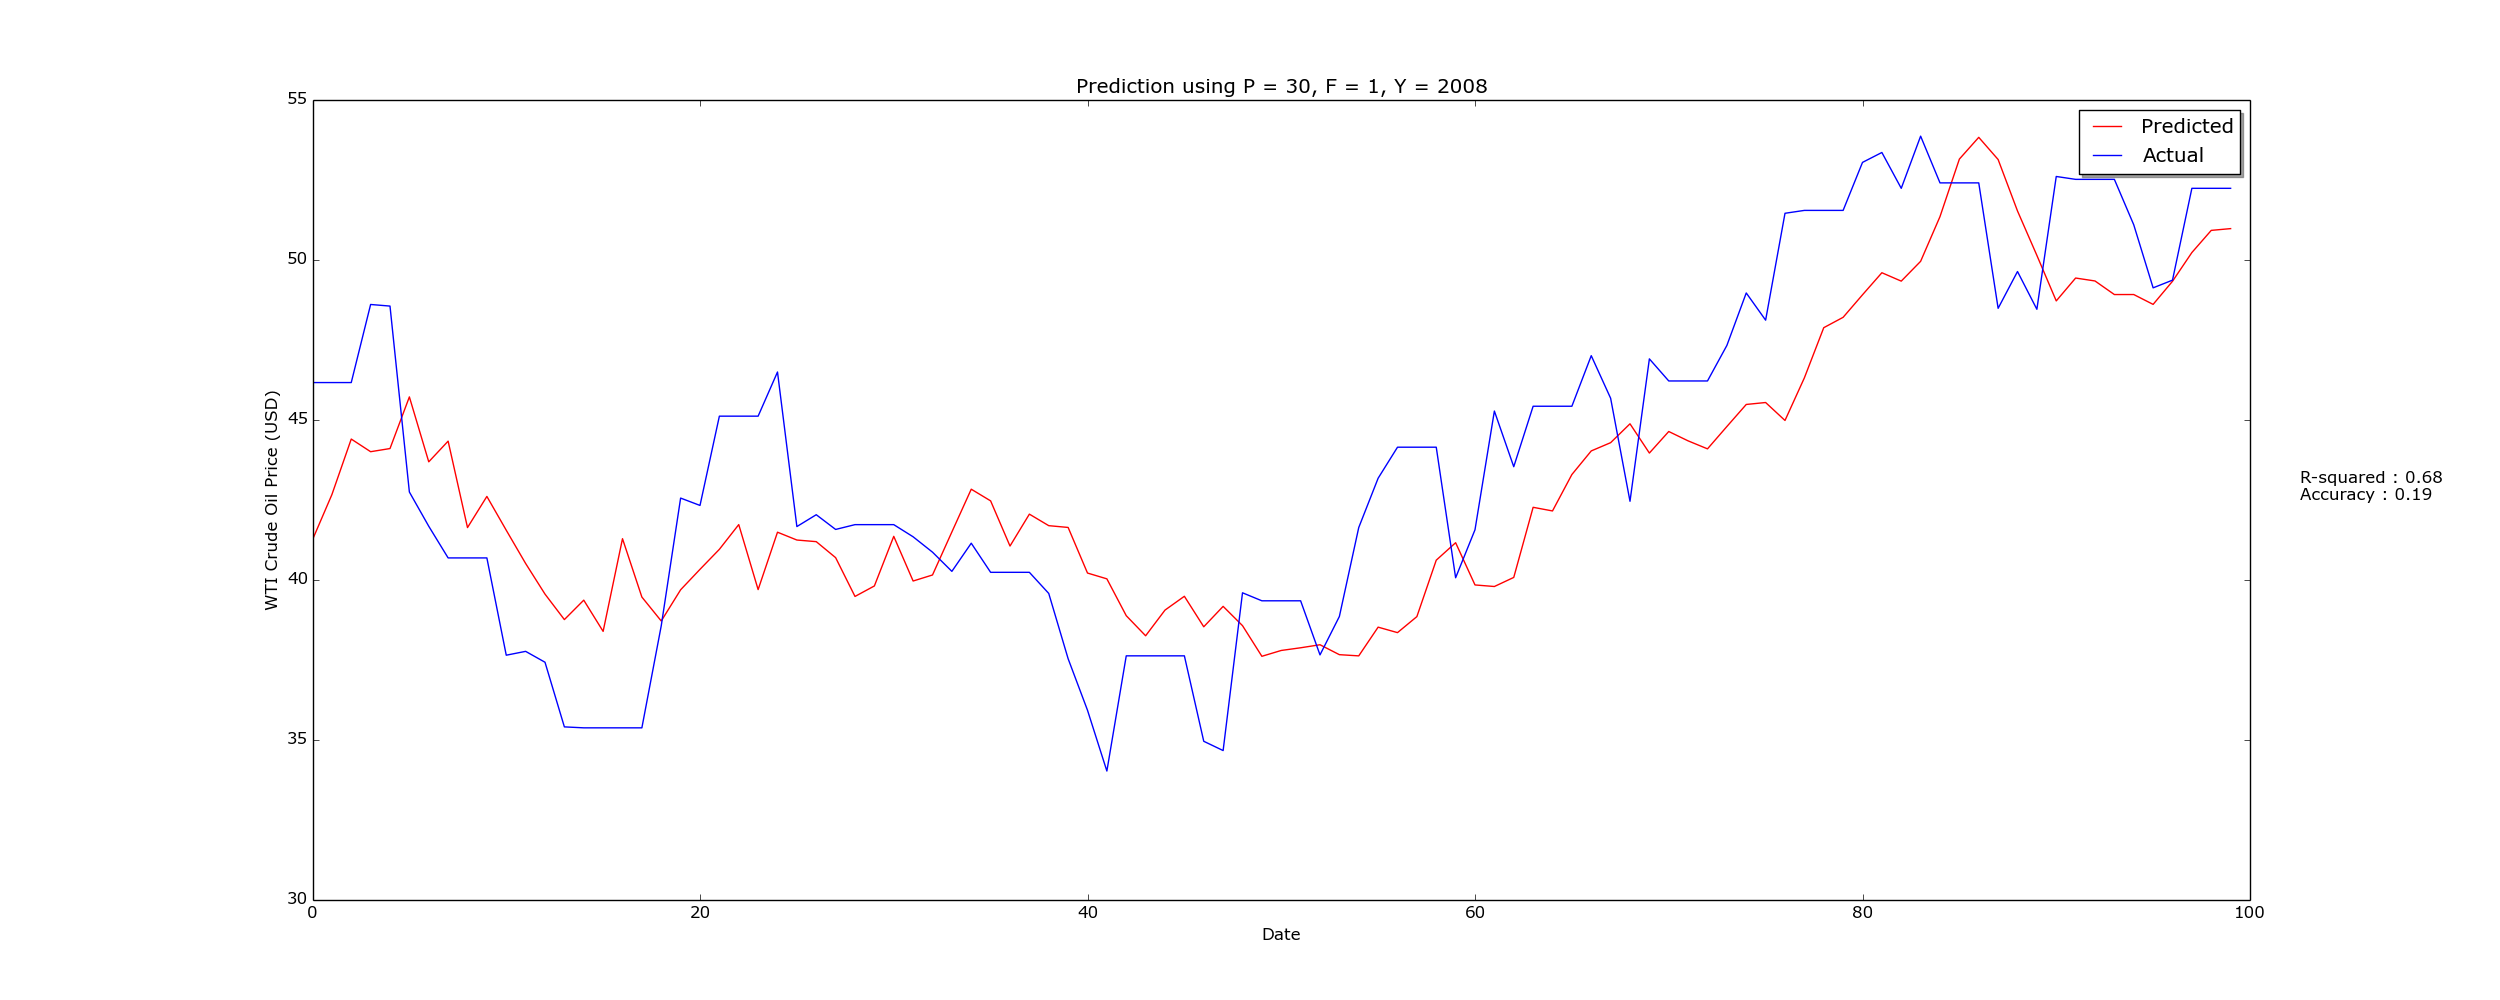 Prediction using P = 30, F = 1, Y = 2008
Predicted
Actual
55
50
45
40
35
30
WTI Crude Oil Price (USD)
R-squared : 0.68
Accuracy : 0.19
0 20 40 60 80 100
Date